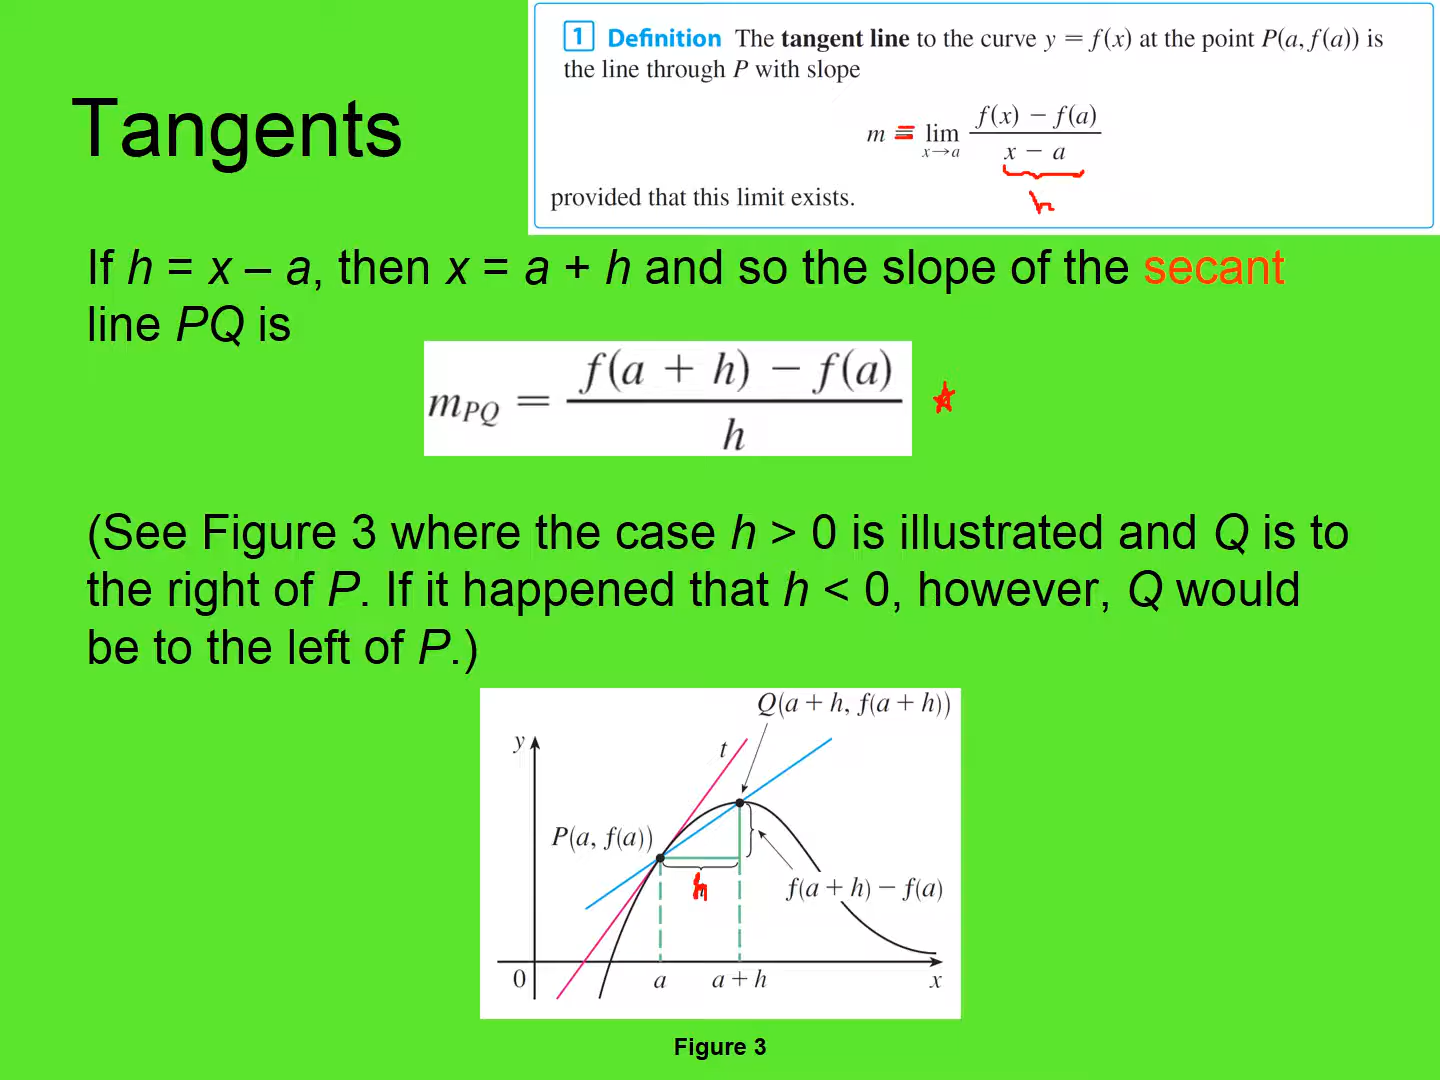 1 Definition The tangent line to the curve y = f(x) at the point P(a, f(a)) is
the line through P with slope
m = lim x→a (f(x) − f(a)) / (x − a)
h
provided that this limit exists.
Tangents
If h = x – a, then x = a + h and so the slope of the secant
line PQ is
mPQ = (f(a + h) − f(a)) / h
(See Figure 3 where the case h > 0 is illustrated and Q is to
the right of P. If it happened that h < 0, however, Q would
be to the left of P.)
Q(a + h, f(a + h))
y
t
P(a, f(a))
h
f(a + h) − f(a)
0
a
a + h
x
Figure 3